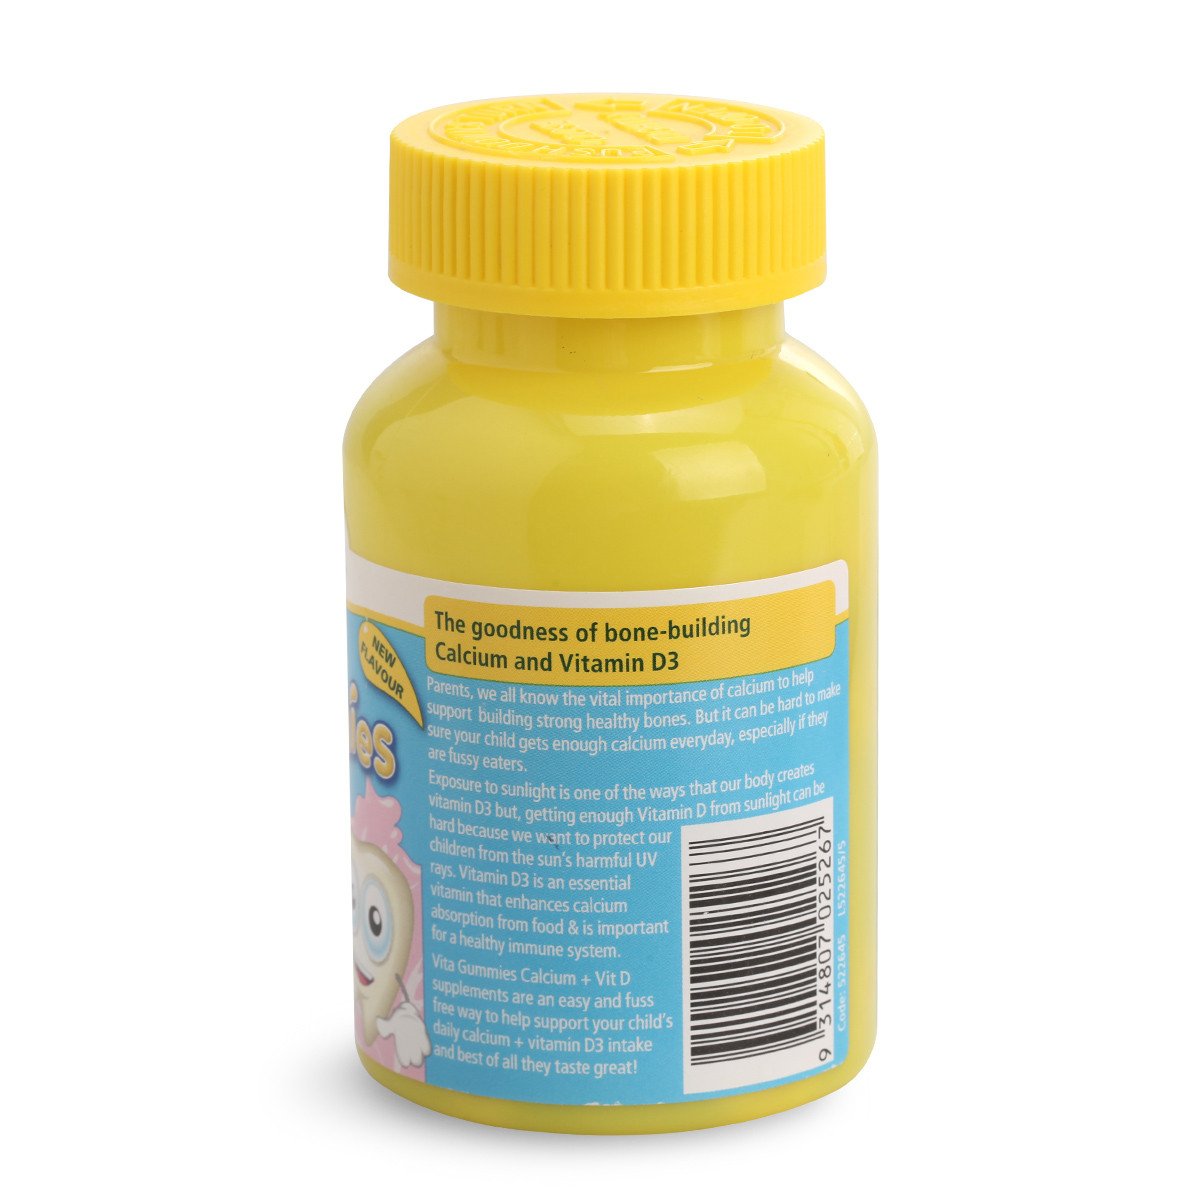 NEW
FLAVOUR
ies
The goodness of bone-building
Calcium and Vitamin D3
Parents, we all know the vital importance of calcium to help
support building strong healthy bones. But it can be hard to make
sure your child gets enough calcium everyday, especially if they
are fussy eaters.
Exposure to sunlight is one of the ways that our body creates
vitamin D3 but, getting enough Vitamin D from sunlight can be
hard because we want to protect our
children from the sun's harmful UV
rays. Vitamin D3 is an essential
vitamin that enhances calcium
absorption from food & is important
for a healthy immune system.
Vita Gummies Calcium + Vit D
supplements are an easy and fuss
free way to help support your child's
daily calcium + vitamin D3 intake
and best of all they taste great!
9 314807 025267
Code: 522645 L522645/5